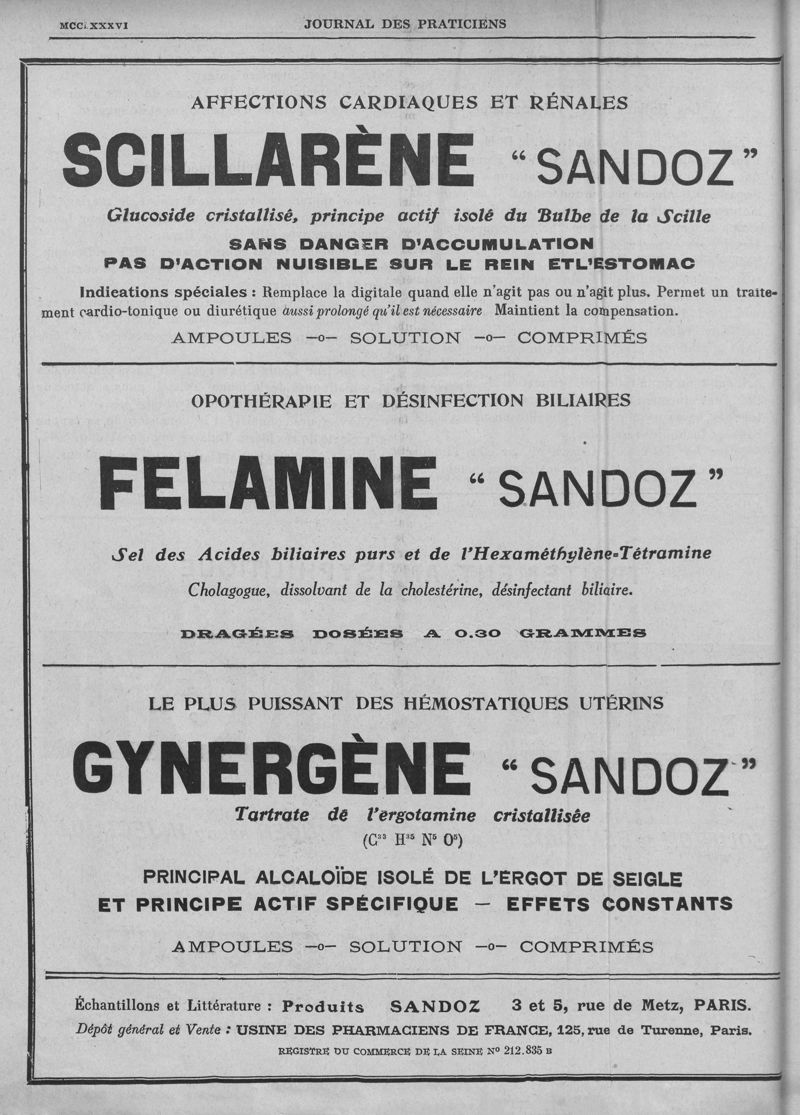 MCCLXXXVI
JOURNAL DES PRATICIENS
AFFECTIONS CARDIAQUES ET RÉNALES
SCILLARÈNE “SANDOZ”
Glucoside cristallisé, principe actif isolé du Bulbe de la Scille
SANS DANGER D'ACCUMULATION
PAS D'ACTION NUISIBLE SUR LE REIN ETL'ESTOMAC
Indications spéciales : Remplace la digitale quand elle n'agit pas ou n'agit plus. Permet un traite-
ment cardio-tonique ou diurétique aussi prolongé qu'il est nécessaire Maintient la compensation.
AMPOULES —o— SOLUTION —o— COMPRIMÉS
OPOTHÉRAPIE ET DÉSINFECTION BILIAIRES
FELAMINE “SANDOZ”
Sel des Acides biliaires purs et de l'Hexaméthylène-Tétramine
Cholagogue, dissolvant de la cholestérine, désinfectant biliaire.
DRAGÉES DOSÉES A 0.30 GRAMMES
LE PLUS PUISSANT DES HÉMOSTATIQUES UTÉRINS
GYNERGÈNE “SANDOZ”
Tartrate de l'ergotamine cristallisée
(C³³ H³⁵ N⁵ O⁵)
PRINCIPAL ALCALOÏDE ISOLÉ DE L'ERGOT DE SEIGLE
ET PRINCIPE ACTIF SPÉCIFIQUE — EFFETS CONSTANTS
AMPOULES —o— SOLUTION —o— COMPRIMÉS
Échantillons et Littérature : Produits SANDOZ 3 et 5, rue de Metz, PARIS.
Dépôt général et Vente : USINE DES PHARMACIENS DE FRANCE, 125, rue de Turenne, Paris.
REGISTRE DU COMMERCE DE LA SEINE Nº 212.835 B